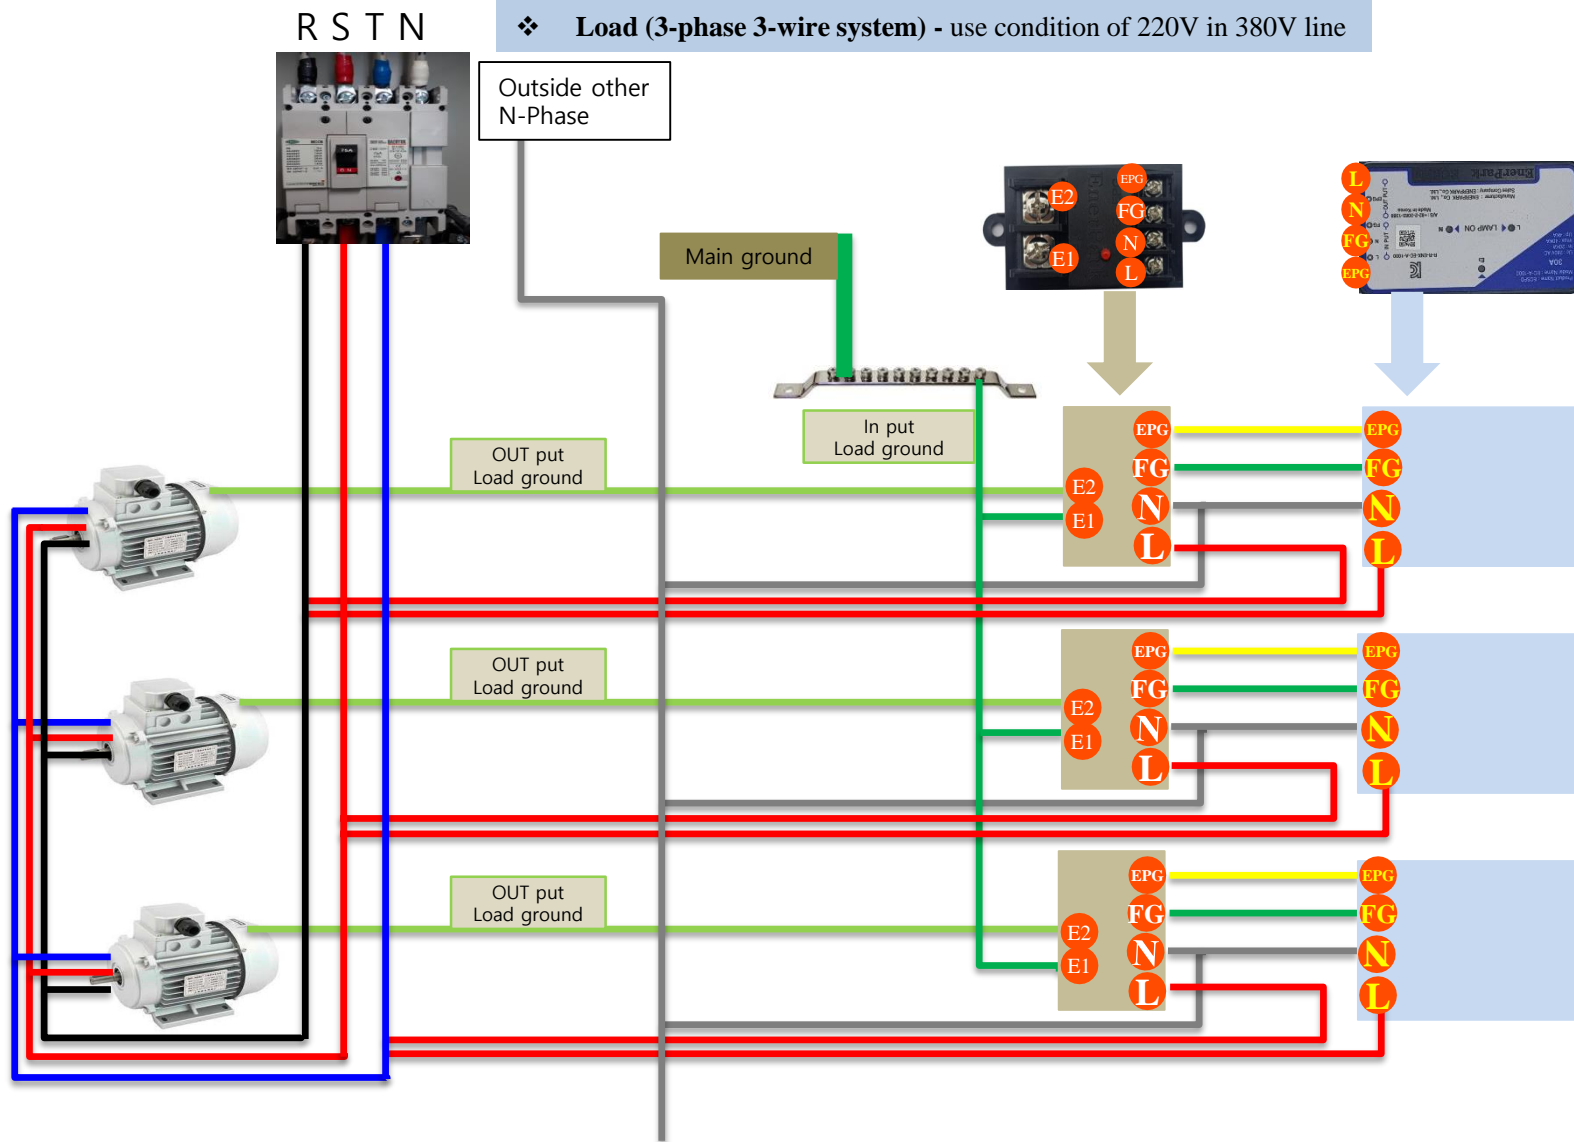 R S T N
❖ Load (3-phase 3-wire system) - use condition of 220V in 380V line
Outside other
N-Phase
Main ground
E2
E1
EPG
FG
N
L
L
N
FG
EPG
EnerPark
LAMP ON
In put
Load ground
OUT put
Load ground
E2
E1
EPG
FG
N
L
EPG
FG
N
L
OUT put
Load ground
E2
E1
EPG
FG
N
L
EPG
FG
N
L
OUT put
Load ground
E2
E1
EPG
FG
N
L
EPG
FG
N
L